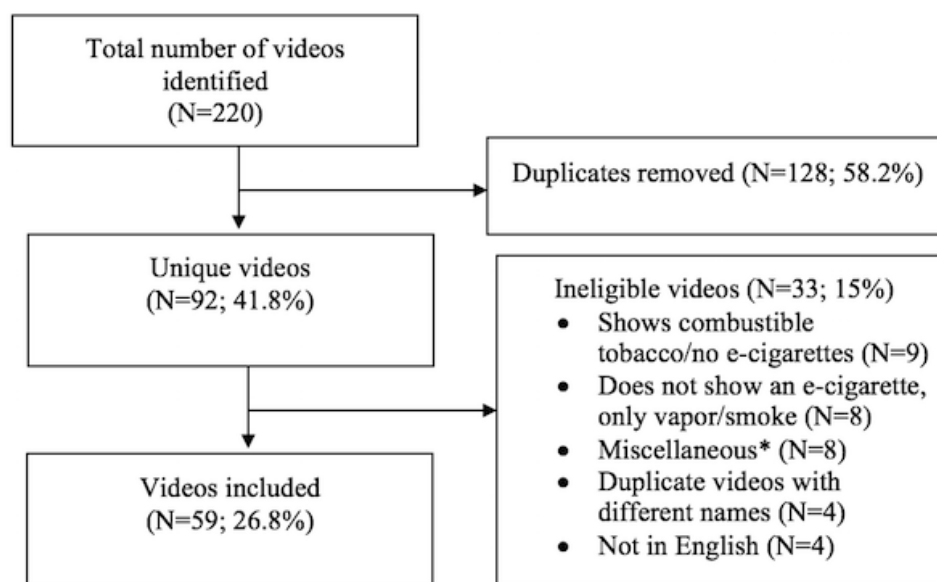 Total number of videos
identified
(N=220)
Duplicates removed (N=128; 58.2%)
Unique videos
(N=92; 41.8%)
Ineligible videos (N=33; 15%)
• Shows combustible
tobacco/no e-cigarettes (N=9)
• Does not show an e-cigarette,
only vapor/smoke (N=8)
• Miscellaneous* (N=8)
• Duplicate videos with
different names (N=4)
• Not in English (N=4)
Videos included
(N=59; 26.8%)